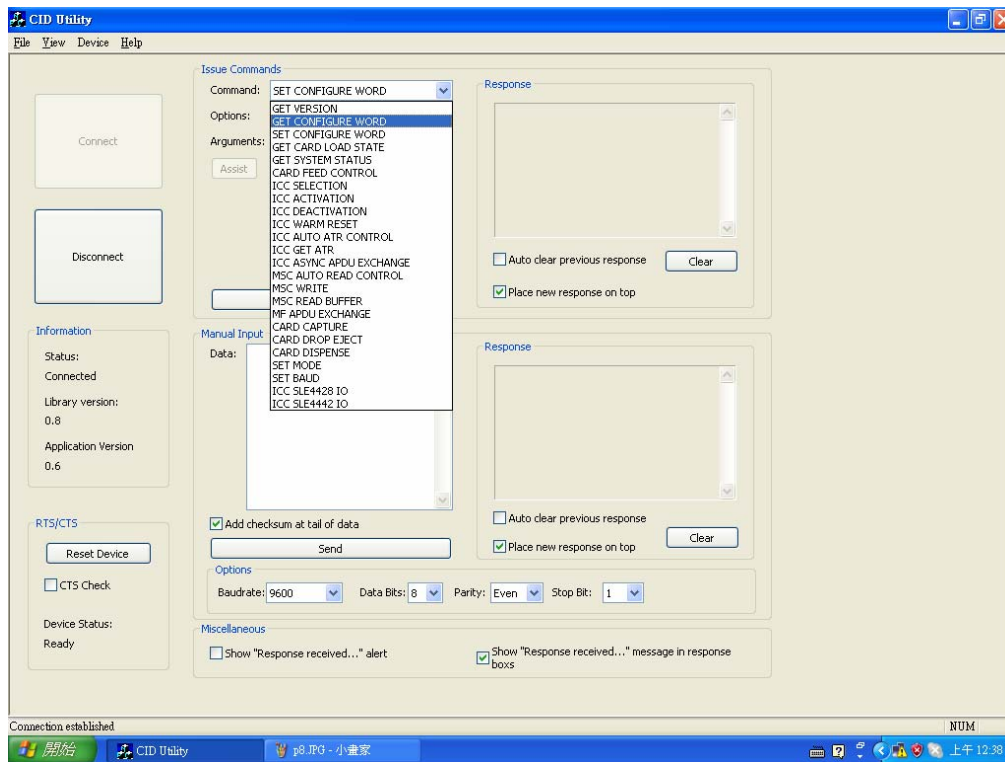 CID Utility
File View Device Help
Connect
Disconnect
Information
Status:
Connected
Library version:
0.8
Application Version
0.6
RTS/CTS
Reset Device
CTS Check
Device Status:
Ready
Issue Commands
Command: SET CONFIGURE WORD
Options:
Arguments:
Assist
GET VERSION
GET CONFIGURE WORD
SET CONFIGURE WORD
GET CARD LOAD STATE
GET SYSTEM STATUS
CARD FEED CONTROL
ICC SELECTION
ICC ACTIVATION
ICC DEACTIVATION
ICC WARM RESET
ICC AUTO ATR CONTROL
ICC GET ATR
ICC ASYNC APDU EXCHANGE
MSC AUTO READ CONTROL
MSC WRITE
MSC READ BUFFER
MF APDU EXCHANGE
CARD CAPTURE
CARD DROP EJECT
CARD DISPENSE
SET MODE
SET BAUD
ICC SLE4428 IO
ICC SLE4442 IO
Response
Auto clear previous response
Clear
Place new response on top
Manual Input
Data:
Add checksum at tail of data
Send
Response
Auto clear previous response
Clear
Place new response on top
Options
Baudrate: 9600 Data Bits: 8 Parity: Even Stop Bit: 1
Miscellaneous
Show "Response received..." alert
Show "Response received..." message in response
boxs
Connection established
NUM
開始
CID Utility
p8.JPG - 小畫家
上午 12:38